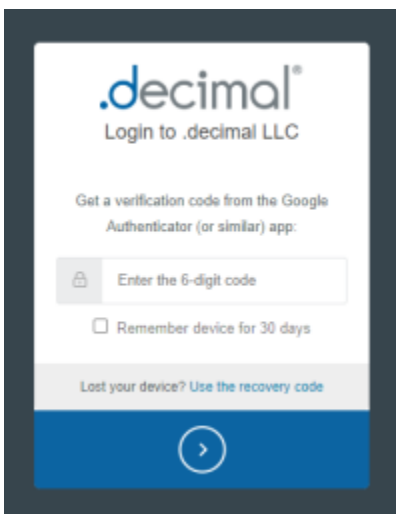 .decimal®
Login to .decimal LLC
Get a verification code from the Google
Authenticator (or similar) app:
Enter the 6-digit code
Remember device for 30 days
Lost your device? Use the recovery code